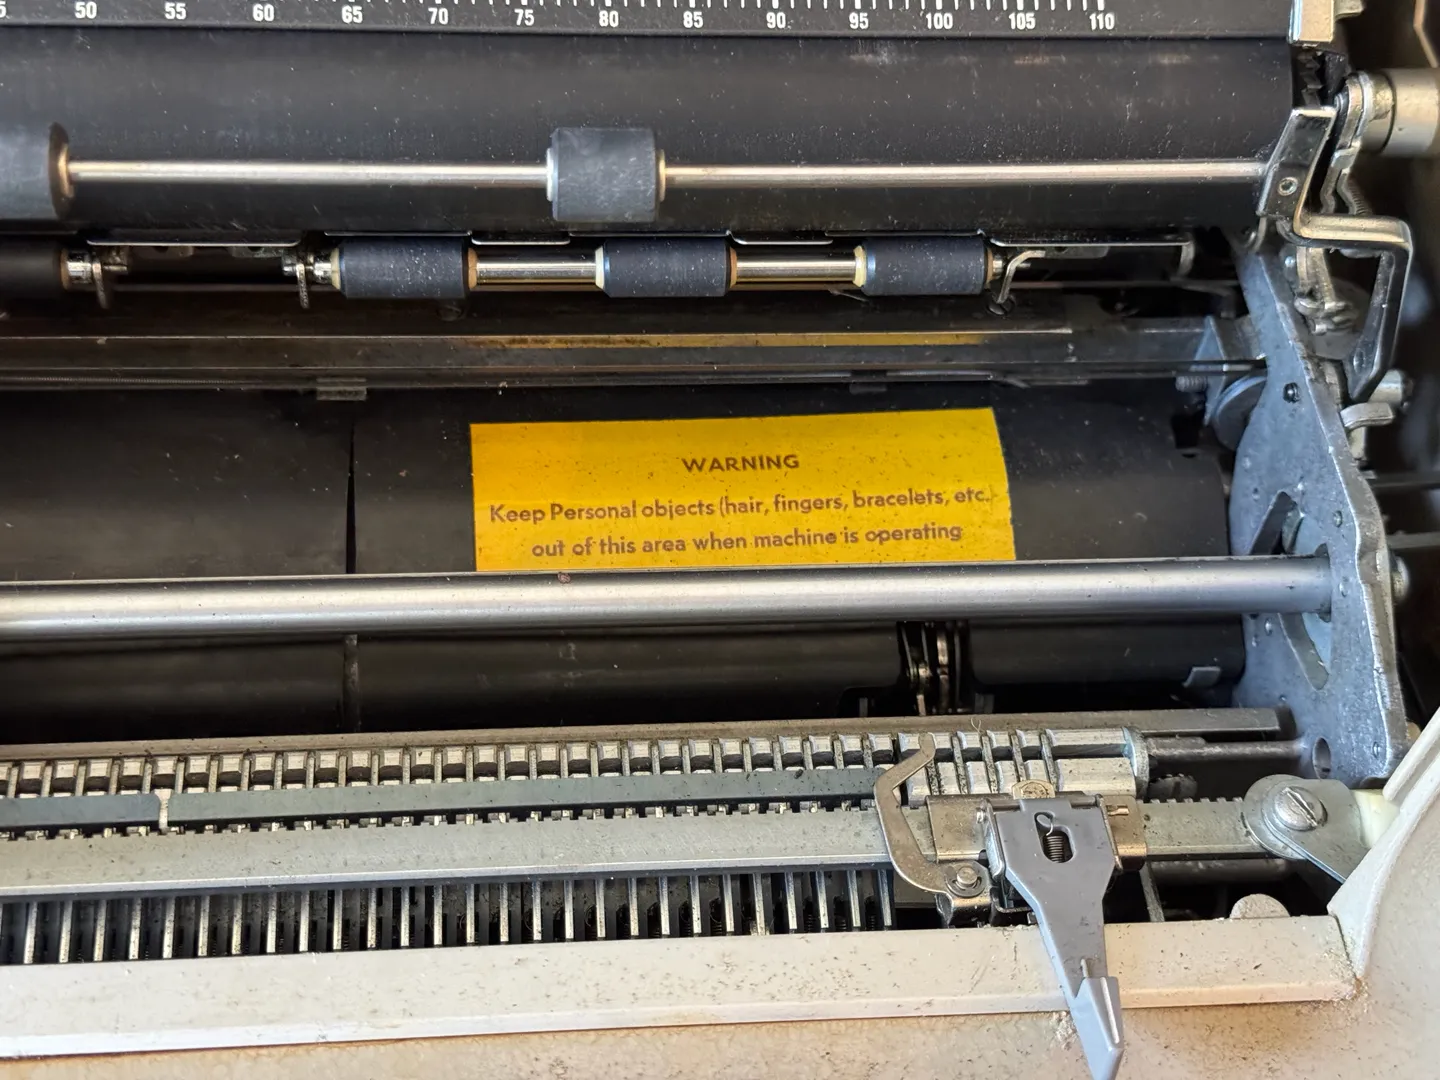 50 55 60 65 70 75 80 85 90 95 100 105 110
WARNING
Keep Personal objects (hair, fingers, bracelets, etc.)
out of this area when machine is operating